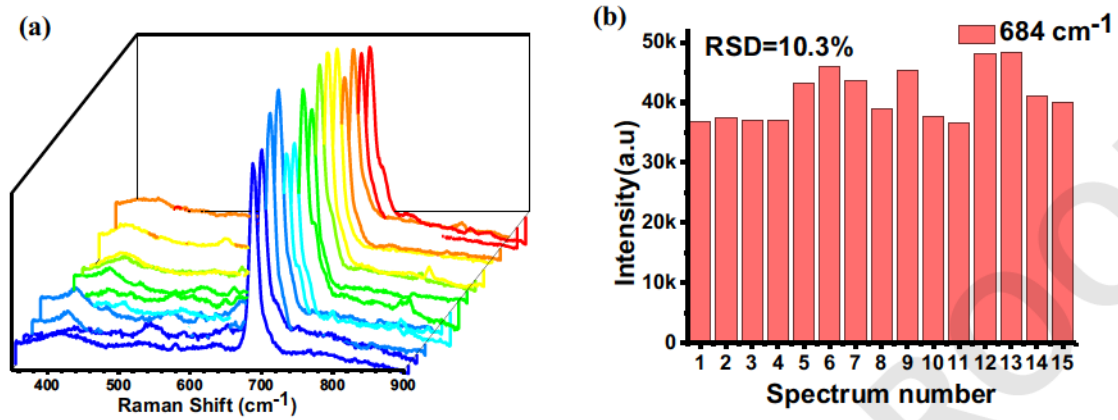 (a)
400 500 600 700 800 900
Raman Shift (cm⁻¹)
(b)
684 cm⁻¹
RSD=10.3%
50k
40k
30k
20k
10k
0
Intensity(a.u)
1 2 3 4 5 6 7 8 9 10 11 12 13 14 15
Spectrum number